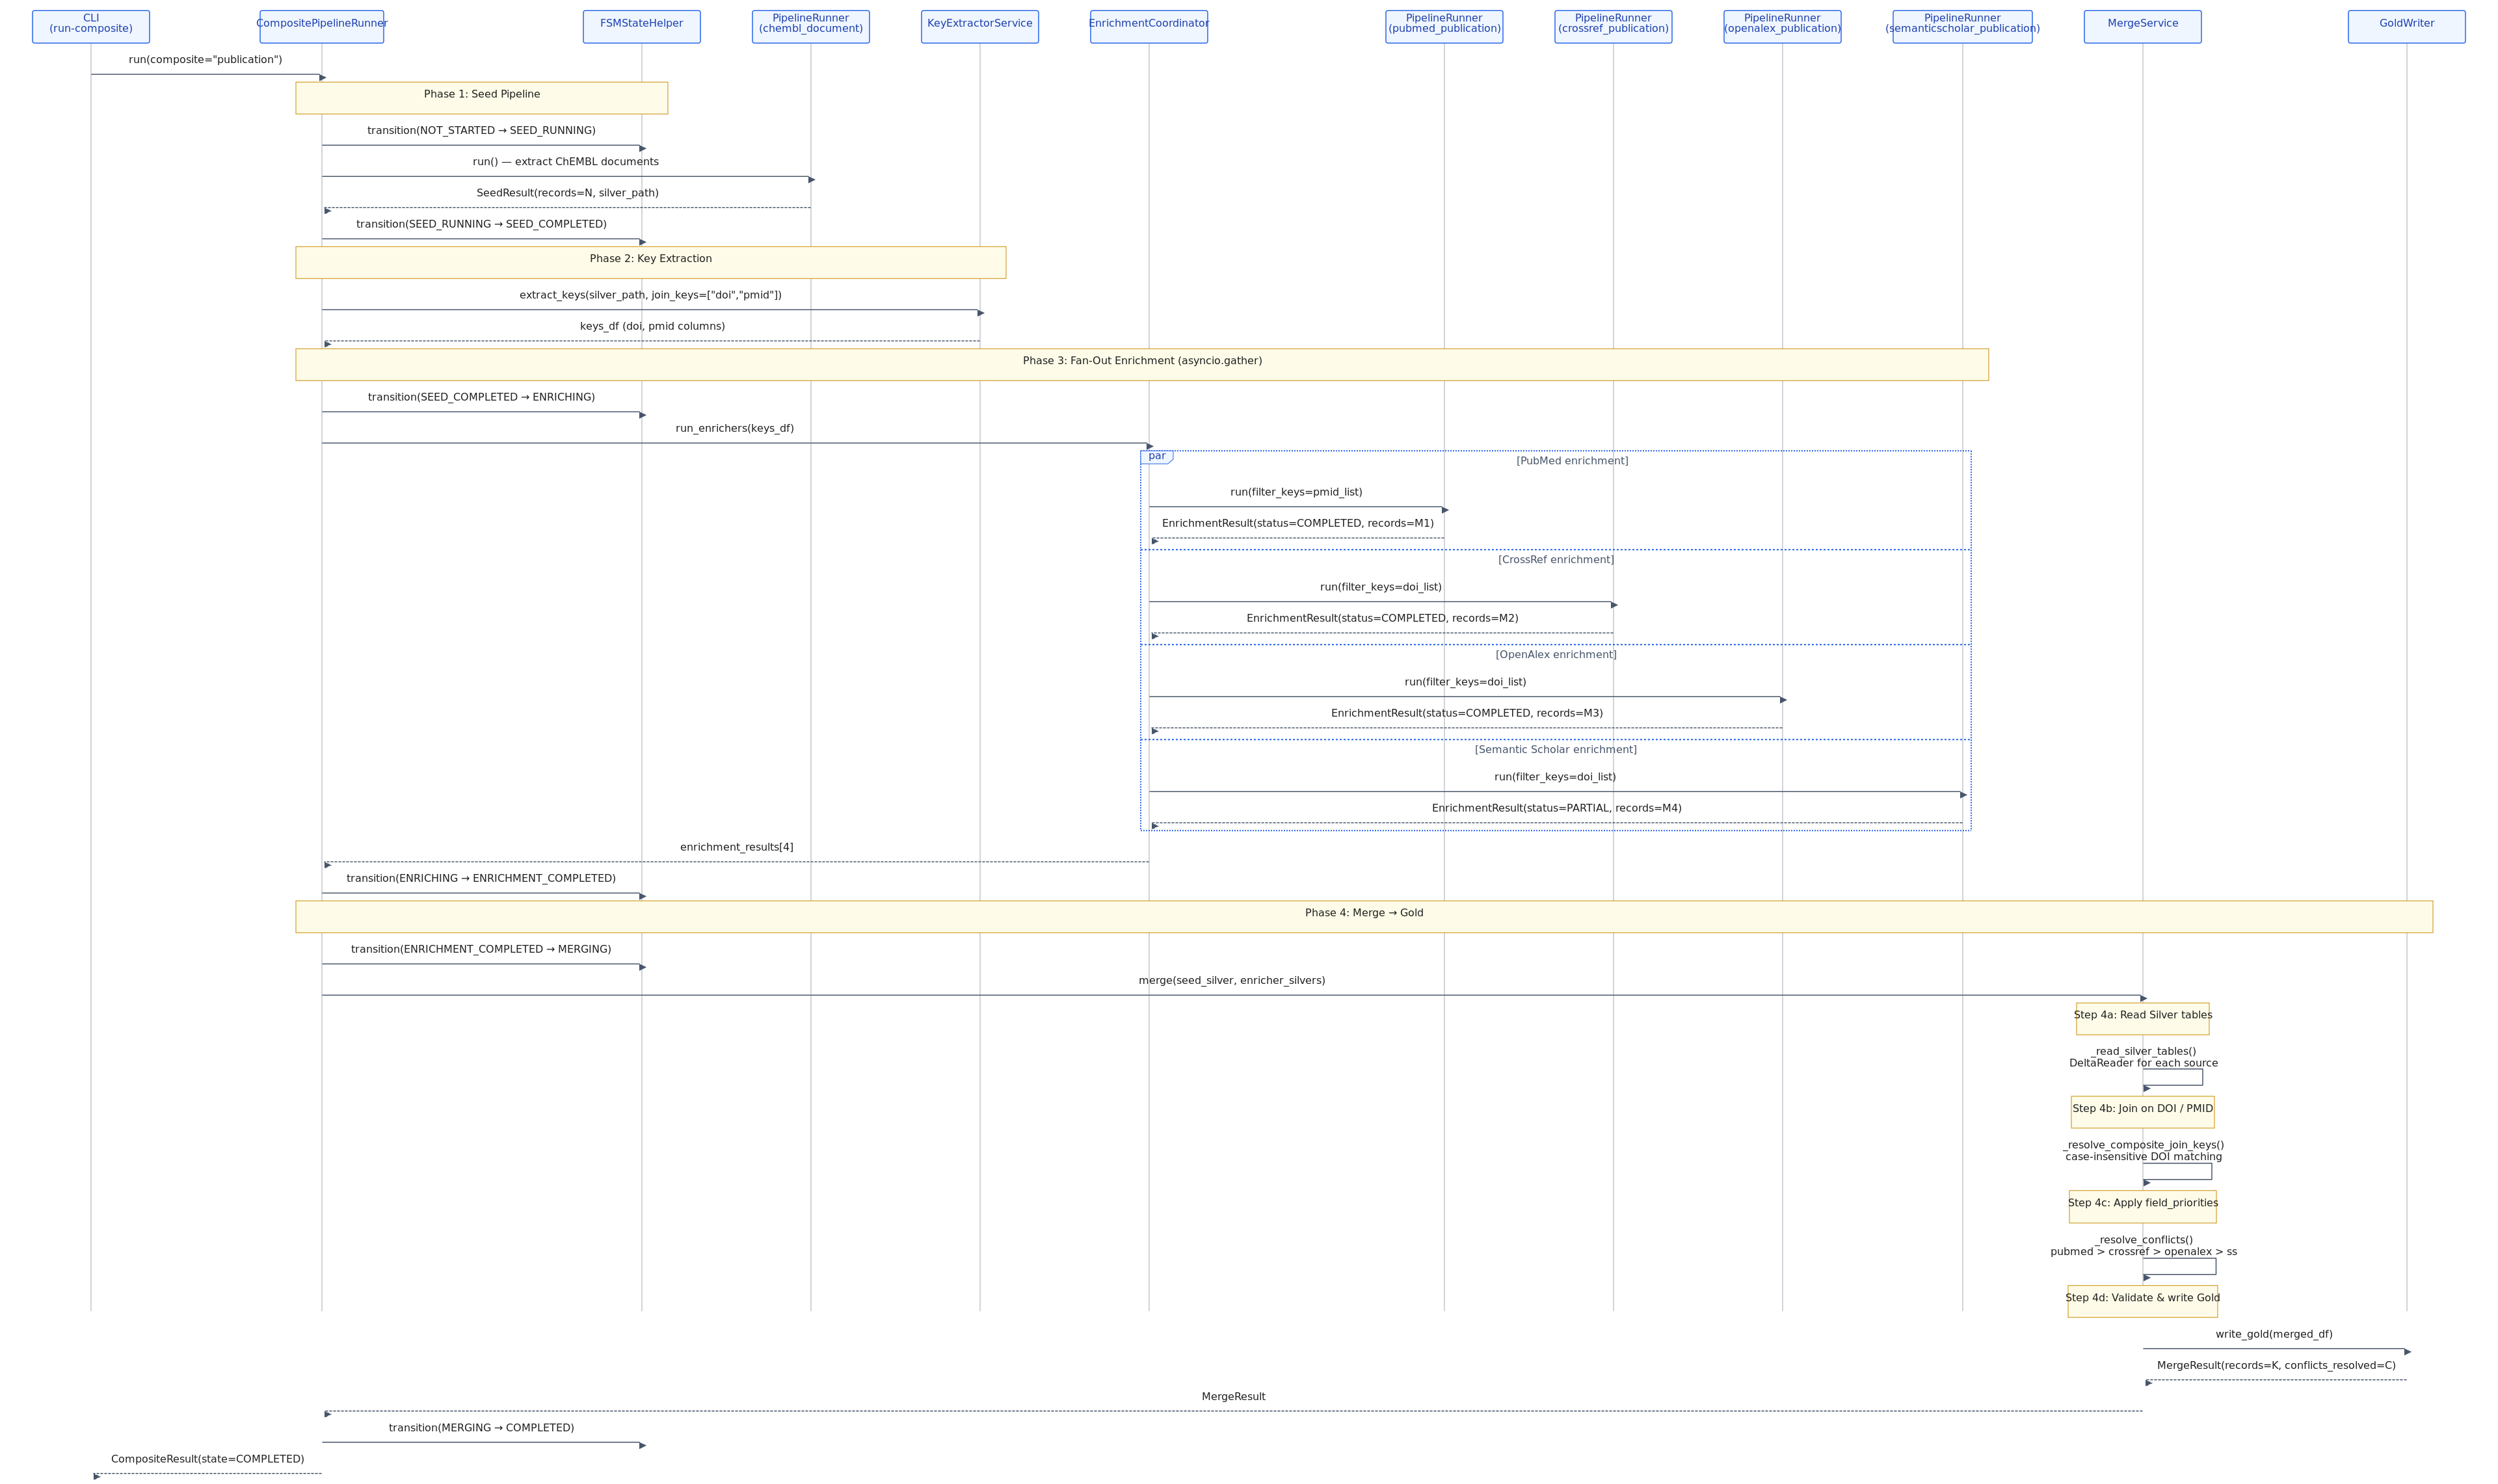 CLI
(run-composite)
CompositePipelineRunner
FSMStateHelper
PipelineRunner
(chembl_document)
KeyExtractorService
EnrichmentCoordinator
PipelineRunner
(pubmed_publication)
PipelineRunner
(crossref_publication)
PipelineRunner
(openalex_publication)
PipelineRunner
(semanticscholar_publication)
MergeService
GoldWriter
run(composite="publication")
Phase 1: Seed Pipeline
transition(NOT_STARTED → SEED_RUNNING)
run() — extract ChEMBL documents
SeedResult(records=N, silver_path)
transition(SEED_RUNNING → SEED_COMPLETED)
Phase 2: Key Extraction
extract_keys(silver_path, join_keys=["doi","pmid"])
keys_df (doi, pmid columns)
Phase 3: Fan-Out Enrichment (asyncio.gather)
transition(SEED_COMPLETED → ENRICHING)
run_enrichers(keys_df)
par
[PubMed enrichment]
run(filter_keys=pmid_list)
EnrichmentResult(status=COMPLETED, records=M1)
[CrossRef enrichment]
run(filter_keys=doi_list)
EnrichmentResult(status=COMPLETED, records=M2)
[OpenAlex enrichment]
run(filter_keys=doi_list)
EnrichmentResult(status=COMPLETED, records=M3)
[Semantic Scholar enrichment]
run(filter_keys=doi_list)
EnrichmentResult(status=PARTIAL, records=M4)
enrichment_results[4]
transition(ENRICHING → ENRICHMENT_COMPLETED)
Phase 4: Merge → Gold
transition(ENRICHMENT_COMPLETED → MERGING)
merge(seed_silver, enricher_silvers)
Step 4a: Read Silver tables
_read_silver_tables()
DeltaReader for each source
Step 4b: Join on DOI / PMID
_resolve_composite_join_keys()
case-insensitive DOI matching
Step 4c: Apply field_priorities
_resolve_conflicts()
pubmed > crossref > openalex > ss
Step 4d: Validate & write Gold
write_gold(merged_df)
MergeResult(records=K, conflicts_resolved=C)
MergeResult
transition(MERGING → COMPLETED)
CompositeResult(state=COMPLETED)